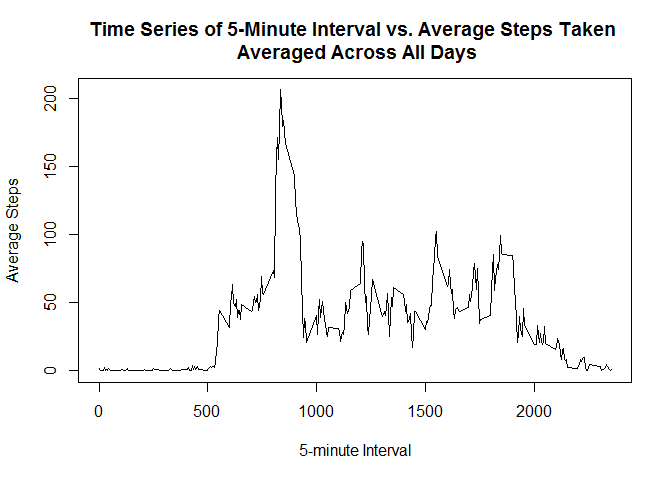 Time Series of 5-Minute Interval vs. Average Steps Taken
Averaged Across All Days
Average Steps
200
150
100
50
0
0 500 1000 1500 2000
5-minute Interval